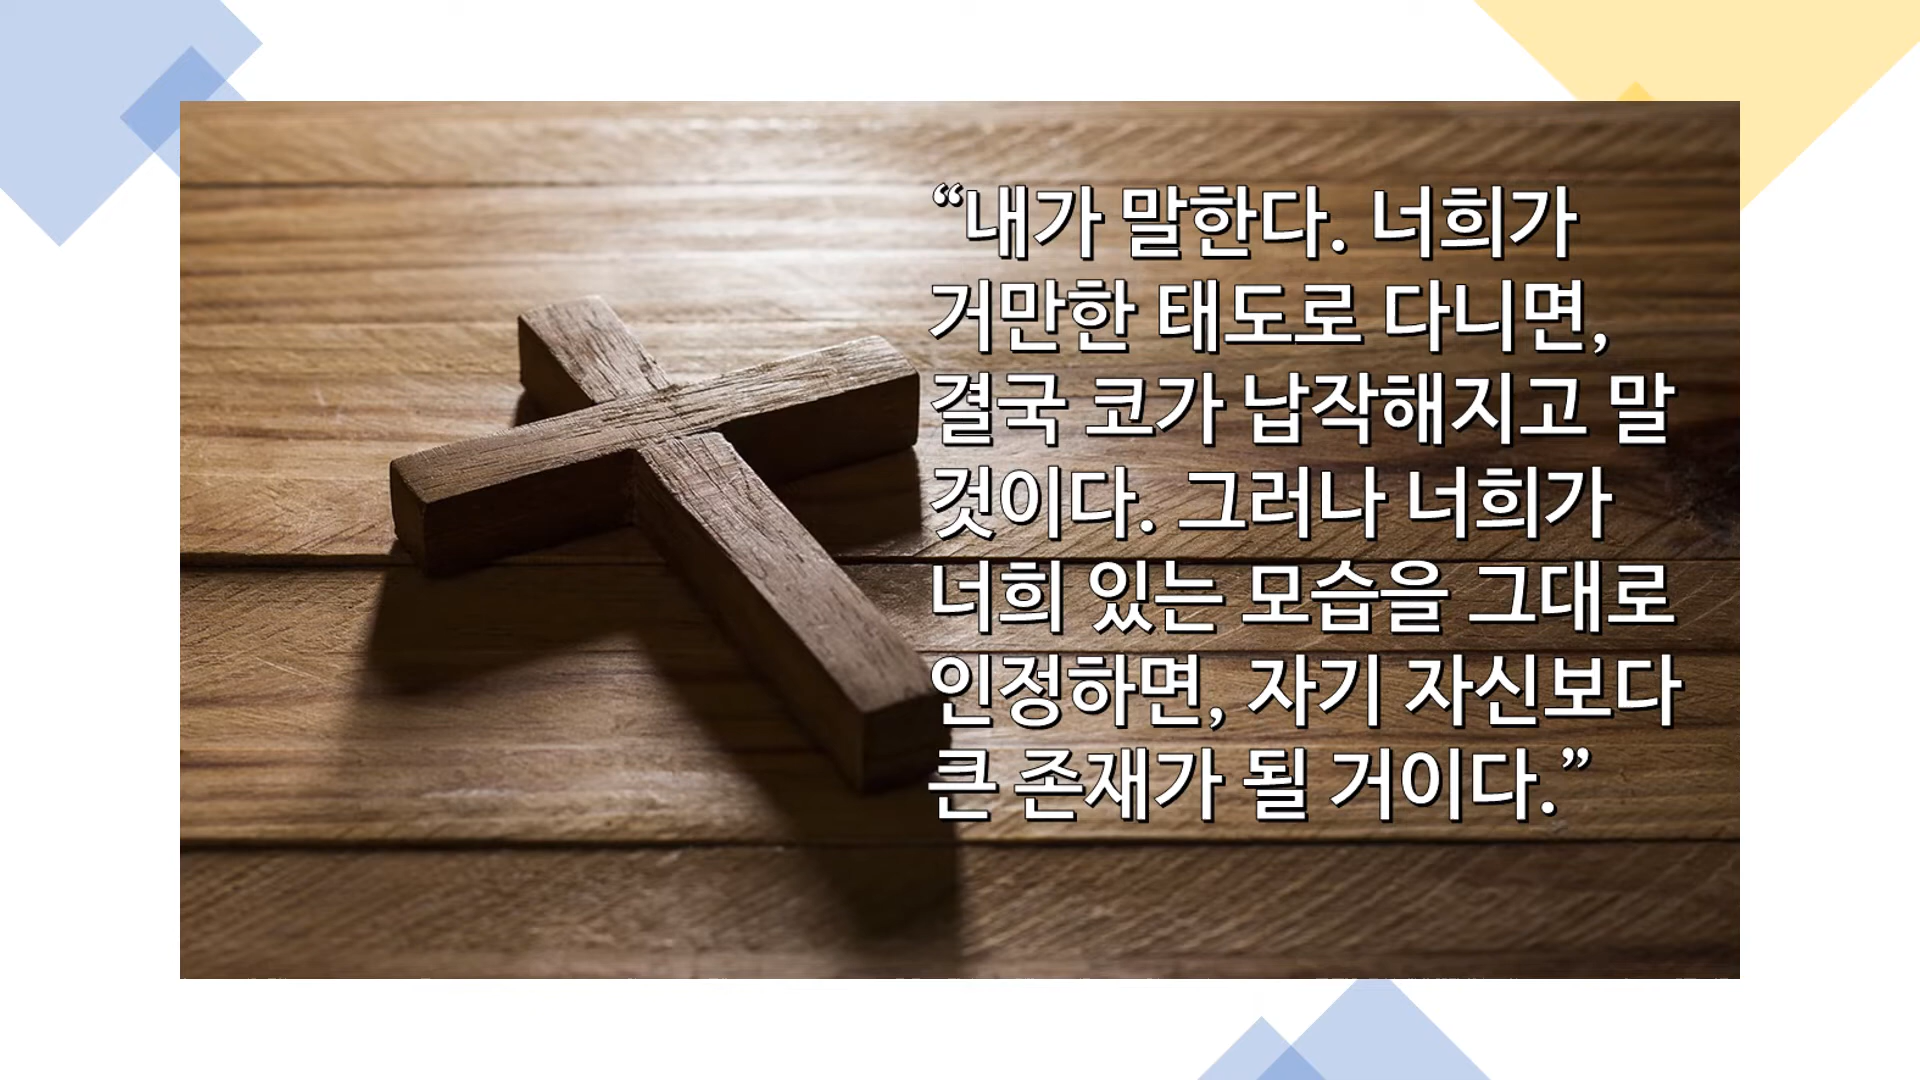 “내가 말한다. 너희가
거만한 태도로 다니면,
결국 코가 납작해지고 말
것이다. 그러나 너희가
너희 있는 모습을 그대로
인정하면, 자기 자신보다
큰 존재가 될 거이다.”